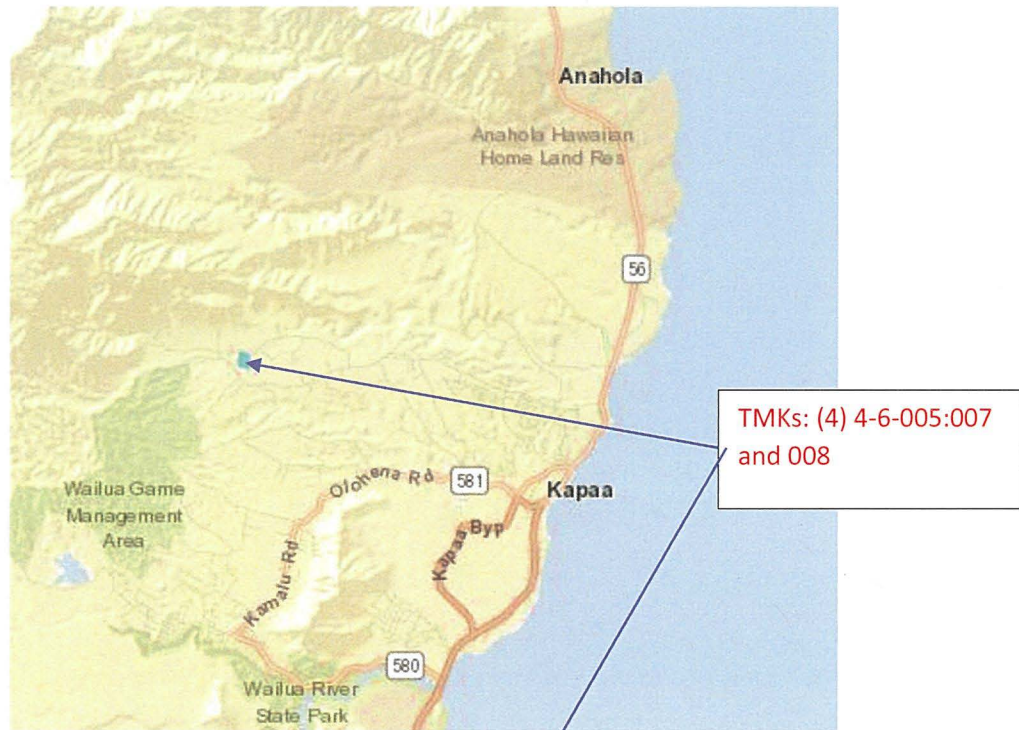 Anahola
Anahola Hawaiian
Home Land Res
56
TMKs: (4) 4-6-005:007
and 008
Olohena Rd
581
Kapaa
Wailua Game
Management
Area
Kapaa Byp
Kamalu Rd
580
Wailua River
State Park